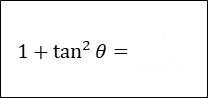 1 + tan² θ =